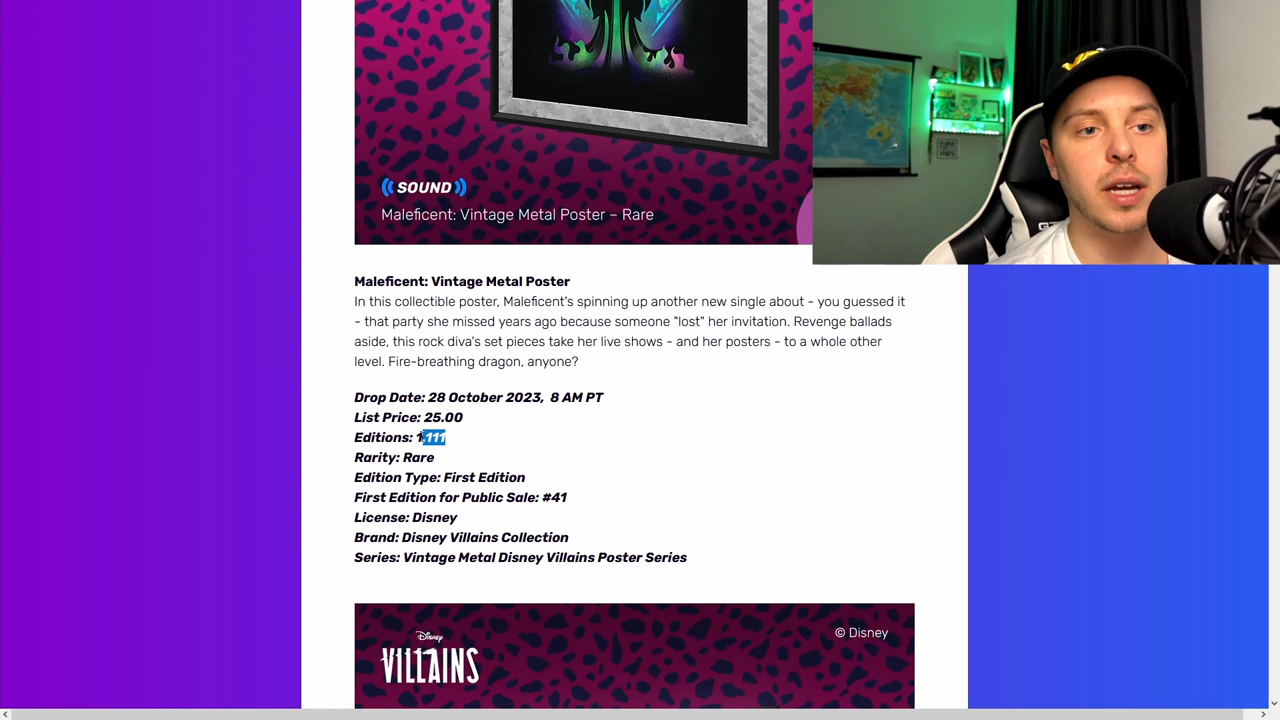 SOUND
Maleficent: Vintage Metal Poster – Rare
Maleficent: Vintage Metal Poster
In this collectible poster, Maleficent's spinning up another new single about - you guessed it
- that party she missed years ago because someone "lost" her invitation. Revenge ballads
aside, this rock diva's set pieces take her live shows - and her posters - to a whole other
level. Fire-breathing dragon, anyone?
Drop Date: 28 October 2023, 8 AM PT
List Price: 25.00
Editions: 1,111
Rarity: Rare
Edition Type: First Edition
First Edition for Public Sale: #41
License: Disney
Brand: Disney Villains Collection
Series: Vintage Metal Disney Villains Poster Series
© Disney
Disney
VILLAINS